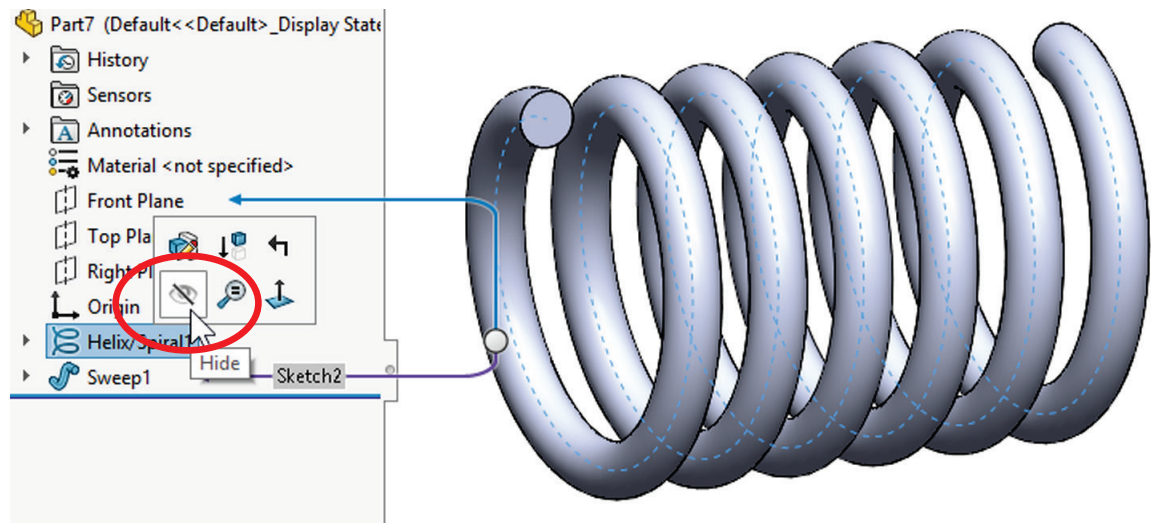 Part7 (Default<<Default>_Display State
History
Sensors
Annotations
Material <not specified>
Front Plane
Top Pla
Right Pl
Origin
Helix/Spiral1
Hide
Sweep1
Sketch2